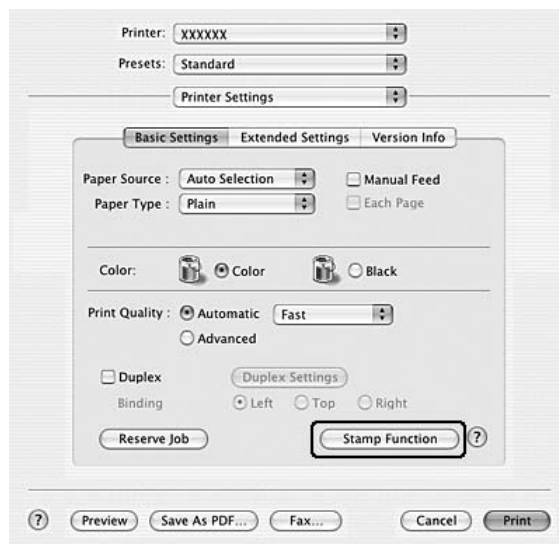 Printer: XXXXXX
Presets: Standard
Printer Settings
Basic Settings Extended Settings Version Info
Paper Source : Auto Selection Manual Feed
Paper Type : Plain Each Page
Color: Color Black
Print Quality : Automatic Fast
Advanced
Duplex Duplex Settings
Binding Left Top Right
Reserve Job Stamp Function ?
? Preview Save As PDF... Fax... Cancel Print